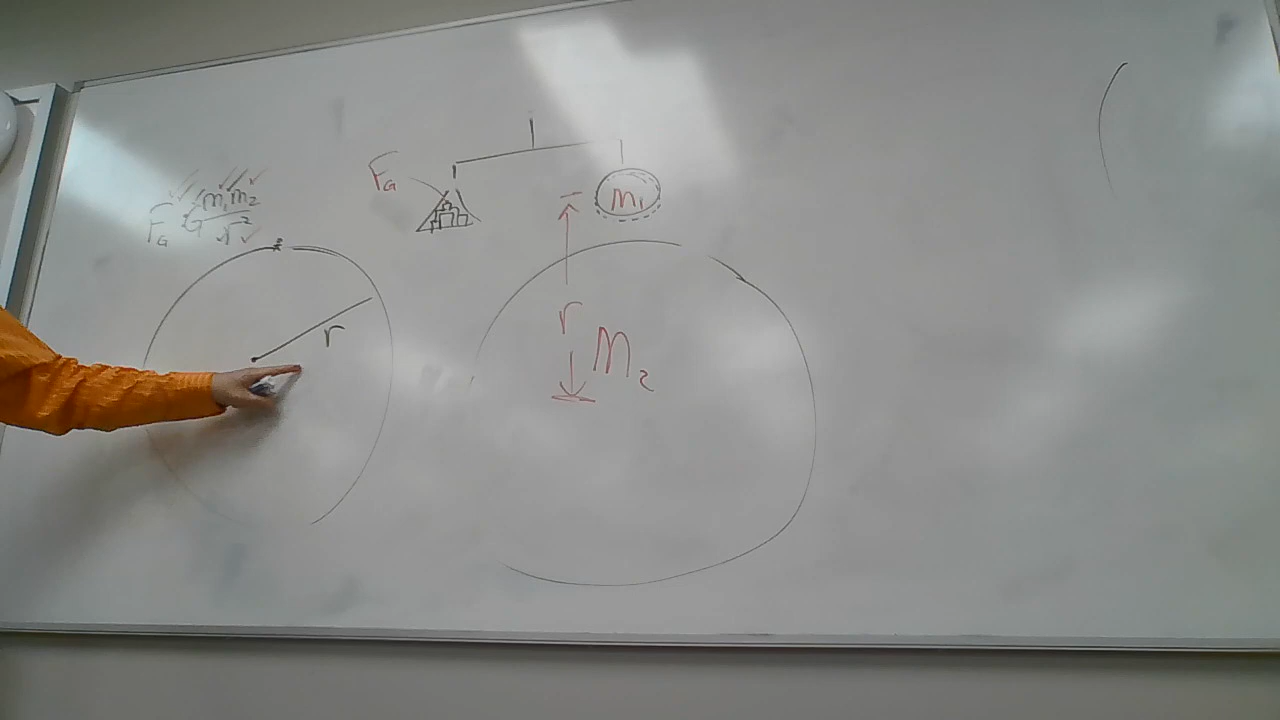 F_G = G m₁m₂ / r²
r
F_G
m₁
r
M₂